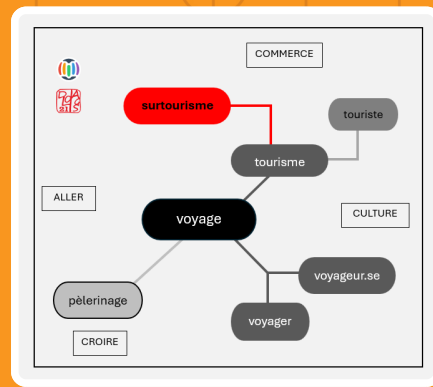 COMMERCE
surtourisme
touriste
tourisme
ALLER
voyage
CULTURE
voyageur.se
pèlerinage
voyager
CROIRE